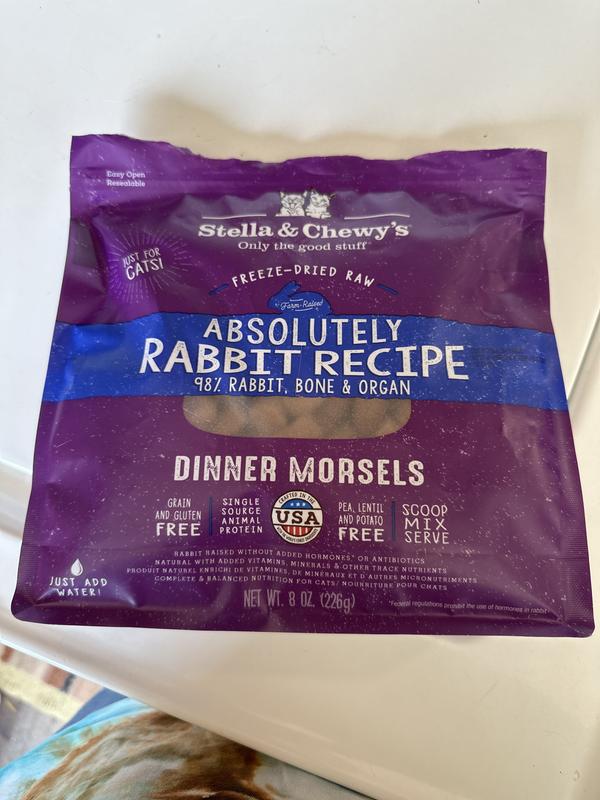 Easy Open
Resealable
Stella & Chewy's
Only the good stuff
JUST FOR
CATS!
FREEZE-DRIED RAW
Farm-Raised
ABSOLUTELY
RABBIT RECIPE
98% RABBIT, BONE & ORGAN
DINNER MORSELS
GRAIN
AND GLUTEN
FREE
SINGLE
SOURCE
ANIMAL
PROTEIN
CRAFTED IN THE
USA
PEA, LENTIL
AND POTATO
FREE
SCOOP
MIX
SERVE
RABBIT RAISED WITHOUT ADDED HORMONES* OR ANTIBIOTICS
NATURAL WITH ADDED VITAMINS, MINERALS & OTHER TRACE NUTRIENTS
PRODUIT NATUREL ENRICHI DE VITAMINES, DE MINÉRAUX ET D'AUTRES MICRONUTRIMENTS
COMPLETE & BALANCED NUTRITION FOR CATS/ NOURRITURE POUR CHATS
JUST ADD
WATER!
NET WT. 8 OZ. (226g)
*Federal regulations prohibit the use of hormones in rabbit